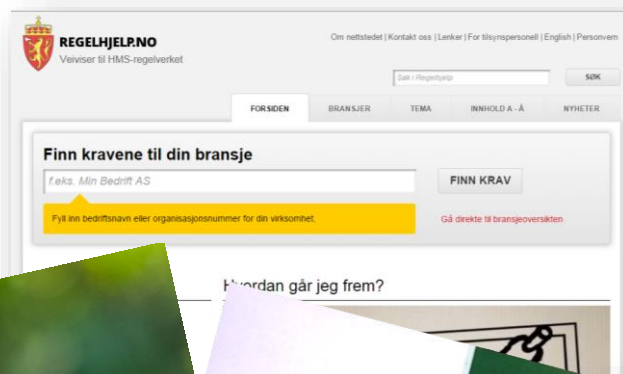 REGELHJELP.NO
Veiviser til HMS-regelverket
Om nettstedet | Kontakt oss | Lenker | For tilsynspersonell | English | Personvern
Søk i Regelhjelp
SØK
FORSIDEN BRANSJER TEMA INNHOLD A - Å NYHETER
Finn kravene til din bransje
f.eks. Min Bedrift AS
FINN KRAV
Fyll inn bedriftsnavn eller organisasjonsnummer for din virksomhet.
Gå direkte til bransjeoversikten
Hvordan går jeg frem?